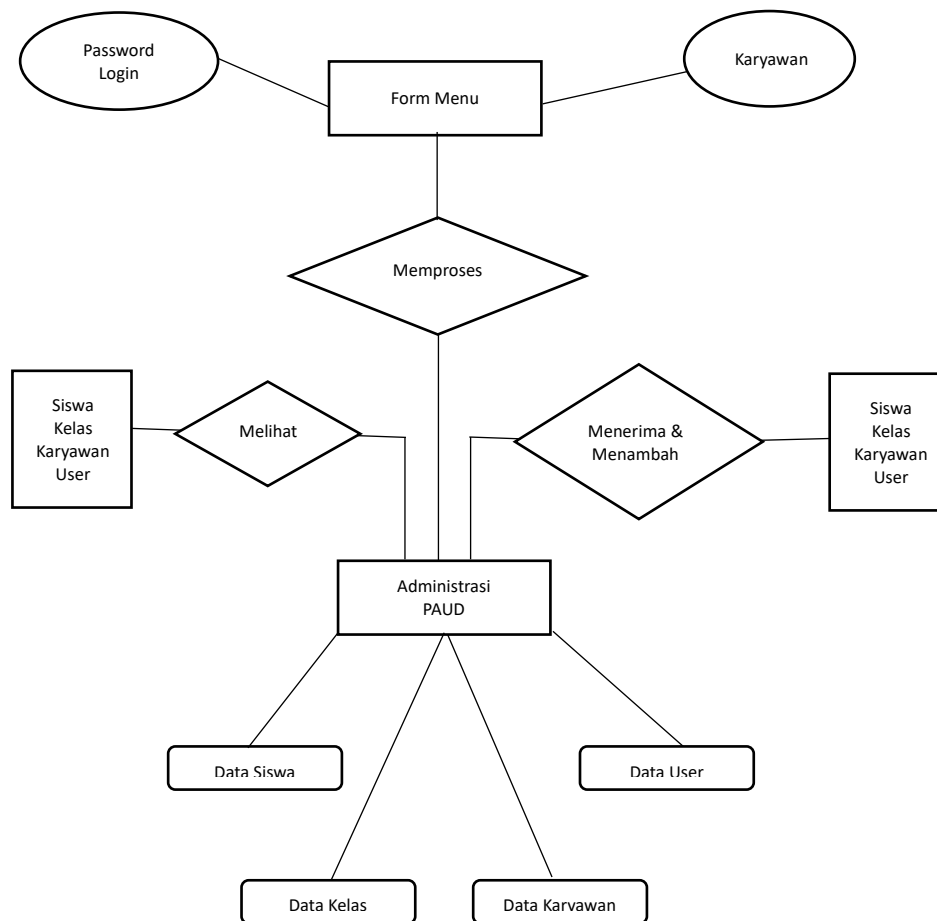 Password
Login
Karyawan
Form Menu
Memproses
Siswa
Kelas
Karyawan
User
Melihat
Menerima &
Menambah
Siswa
Kelas
Karyawan
User
Administrasi
PAUD
Data Siswa
Data User
Data Kelas
Data Karyawan